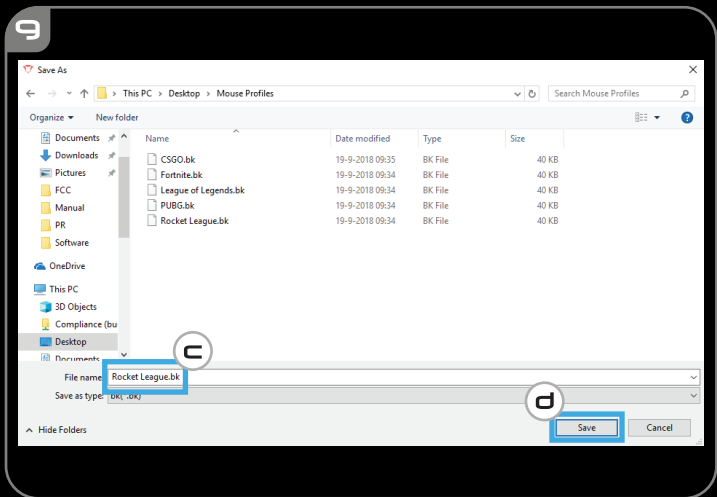 9
Save As
This PC > Desktop > Mouse Profiles
Search Mouse Profiles
Organize
New folder
?
Name Date modified Type Size
Documents
Downloads
Pictures
FCC
Manual
PR
Software
OneDrive
This PC
3D Objects
Compliance (bu
Desktop
Documents
CSGO.bk 19-9-2018 09:35 BK File 40 KB
Fortnite.bk 19-9-2018 09:34 BK File 40 KB
League of Legends.bk 19-9-2018 09:34 BK File 40 KB
PUBG.bk 19-9-2018 09:34 BK File 40 KB
Rocket League.bk 19-9-2018 09:34 BK File 40 KB
c
File name: Rocket League.bk
Save as type: bk(*.bk)
d
Hide Folders
Save
Cancel